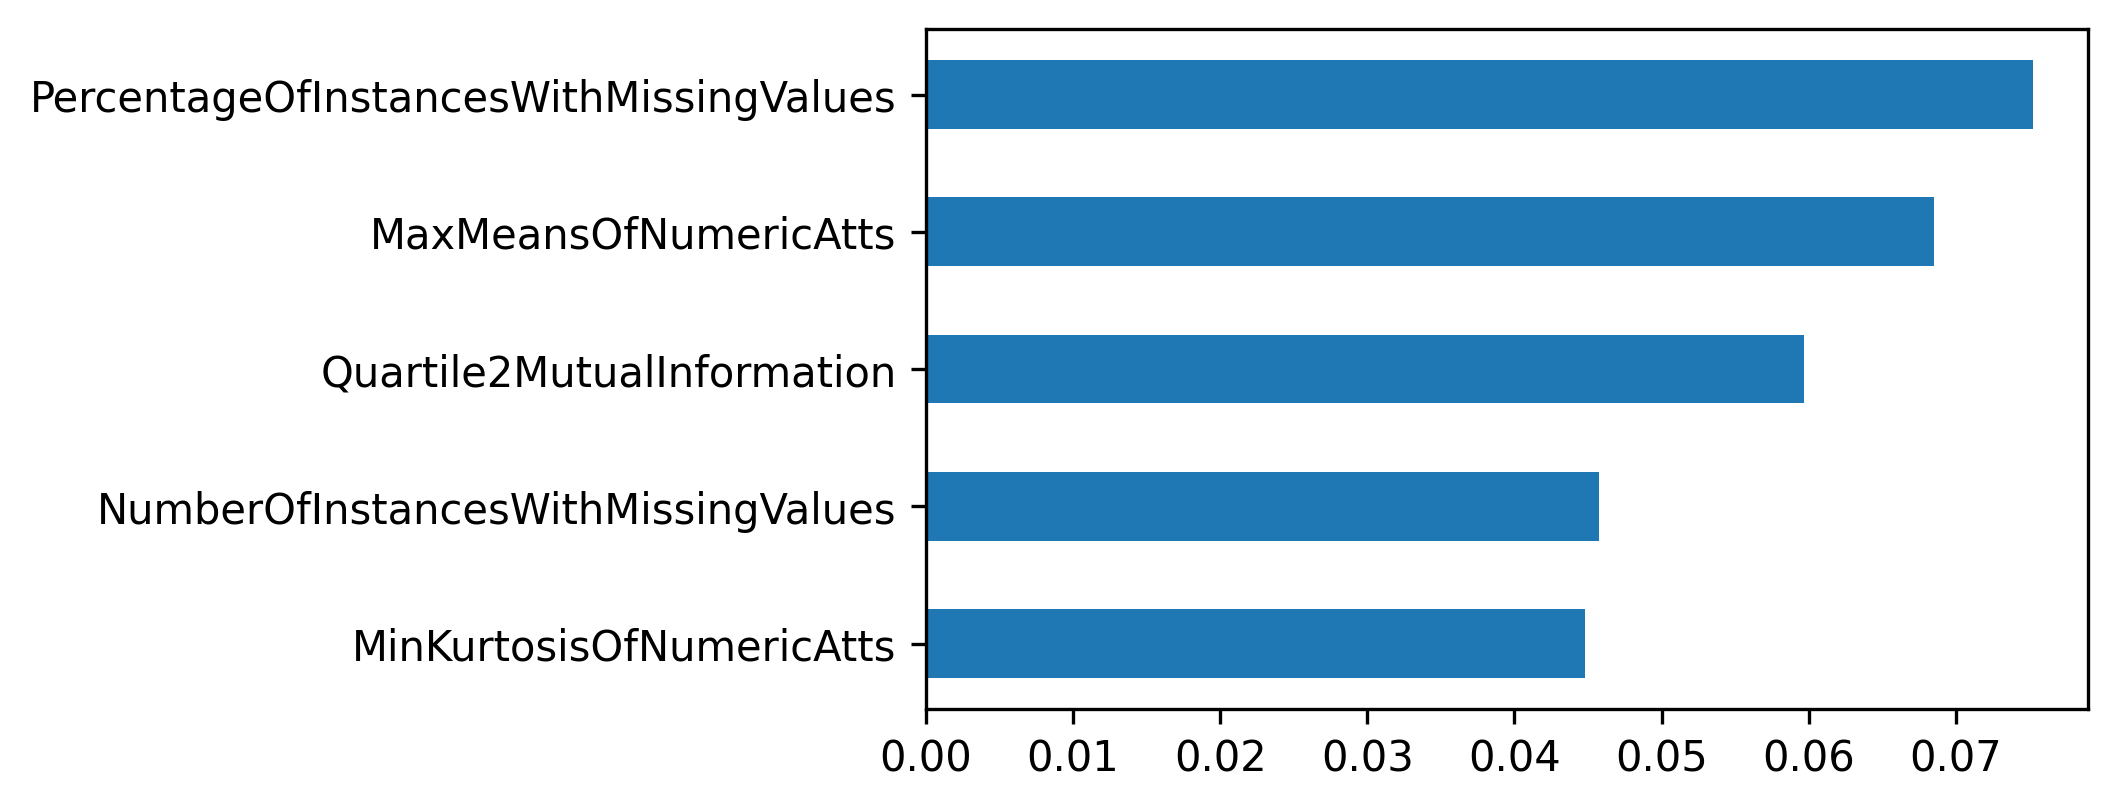 PercentageOfInstancesWithMissingValues
MaxMeansOfNumericAtts
Quartile2MutualInformation
NumberOfInstancesWithMissingValues
MinKurtosisOfNumericAtts
0.00 0.01 0.02 0.03 0.04 0.05 0.06 0.07